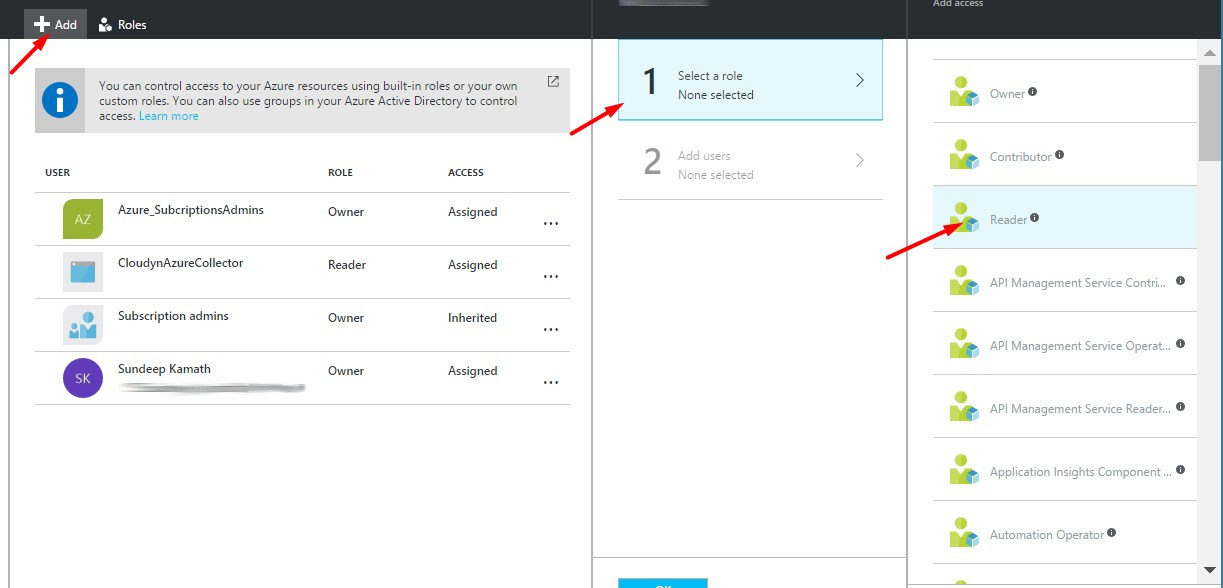 Add
Roles
You can control access to your Azure resources using built-in roles or your own
custom roles. You can also use groups in your Azure Active Directory to control
access. Learn more
USER ROLE ACCESS
AZ Azure_SubcriptionsAdmins Owner Assigned ...
CloudynAzureCollector Reader Assigned ...
Subscription admins Owner Inherited ...
SK Sundeep Kamath Owner Assigned ...
1 Select a role
None selected
2 Add users
None selected
OK
Add access
Owner
Contributor
Reader
API Management Service Contri...
API Management Service Operat...
API Management Service Reader...
Application Insights Component ...
Automation Operator